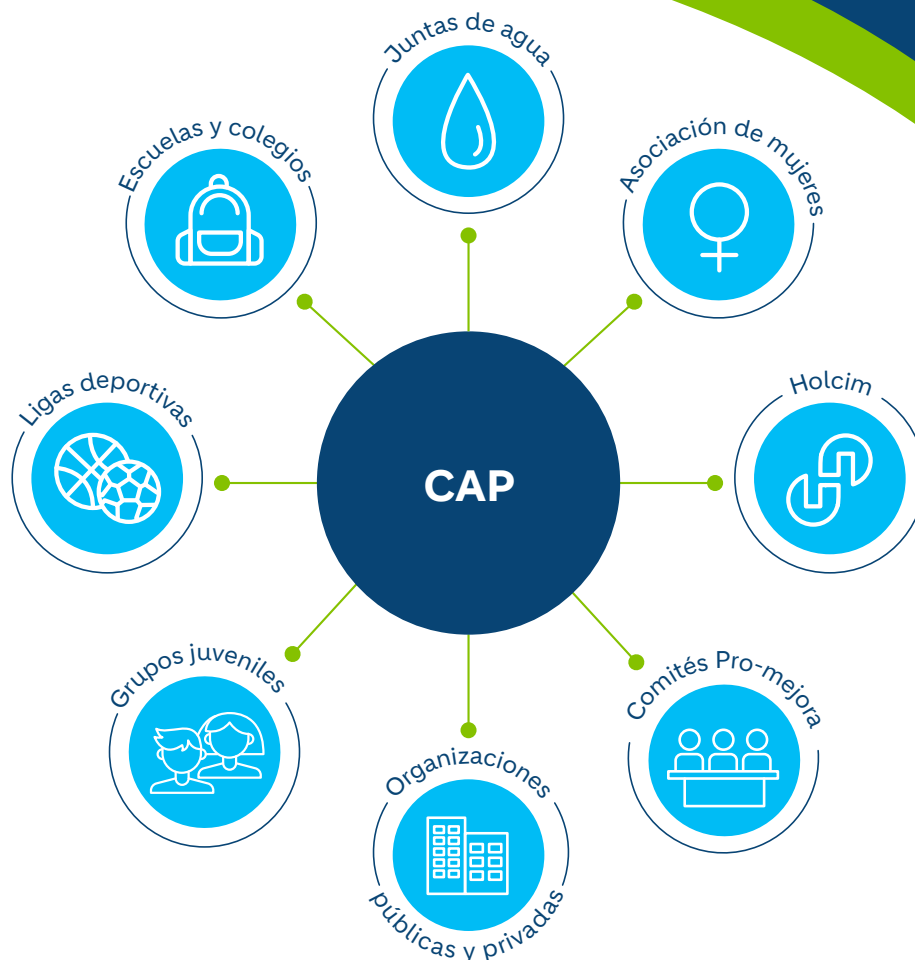 Juntas de agua
Escuelas y colegios
Asociación de mujeres
Ligas deportivas
Holcim
CAP
Grupos juveniles
Comités Pro-mejora
Organizaciones
públicas y privadas